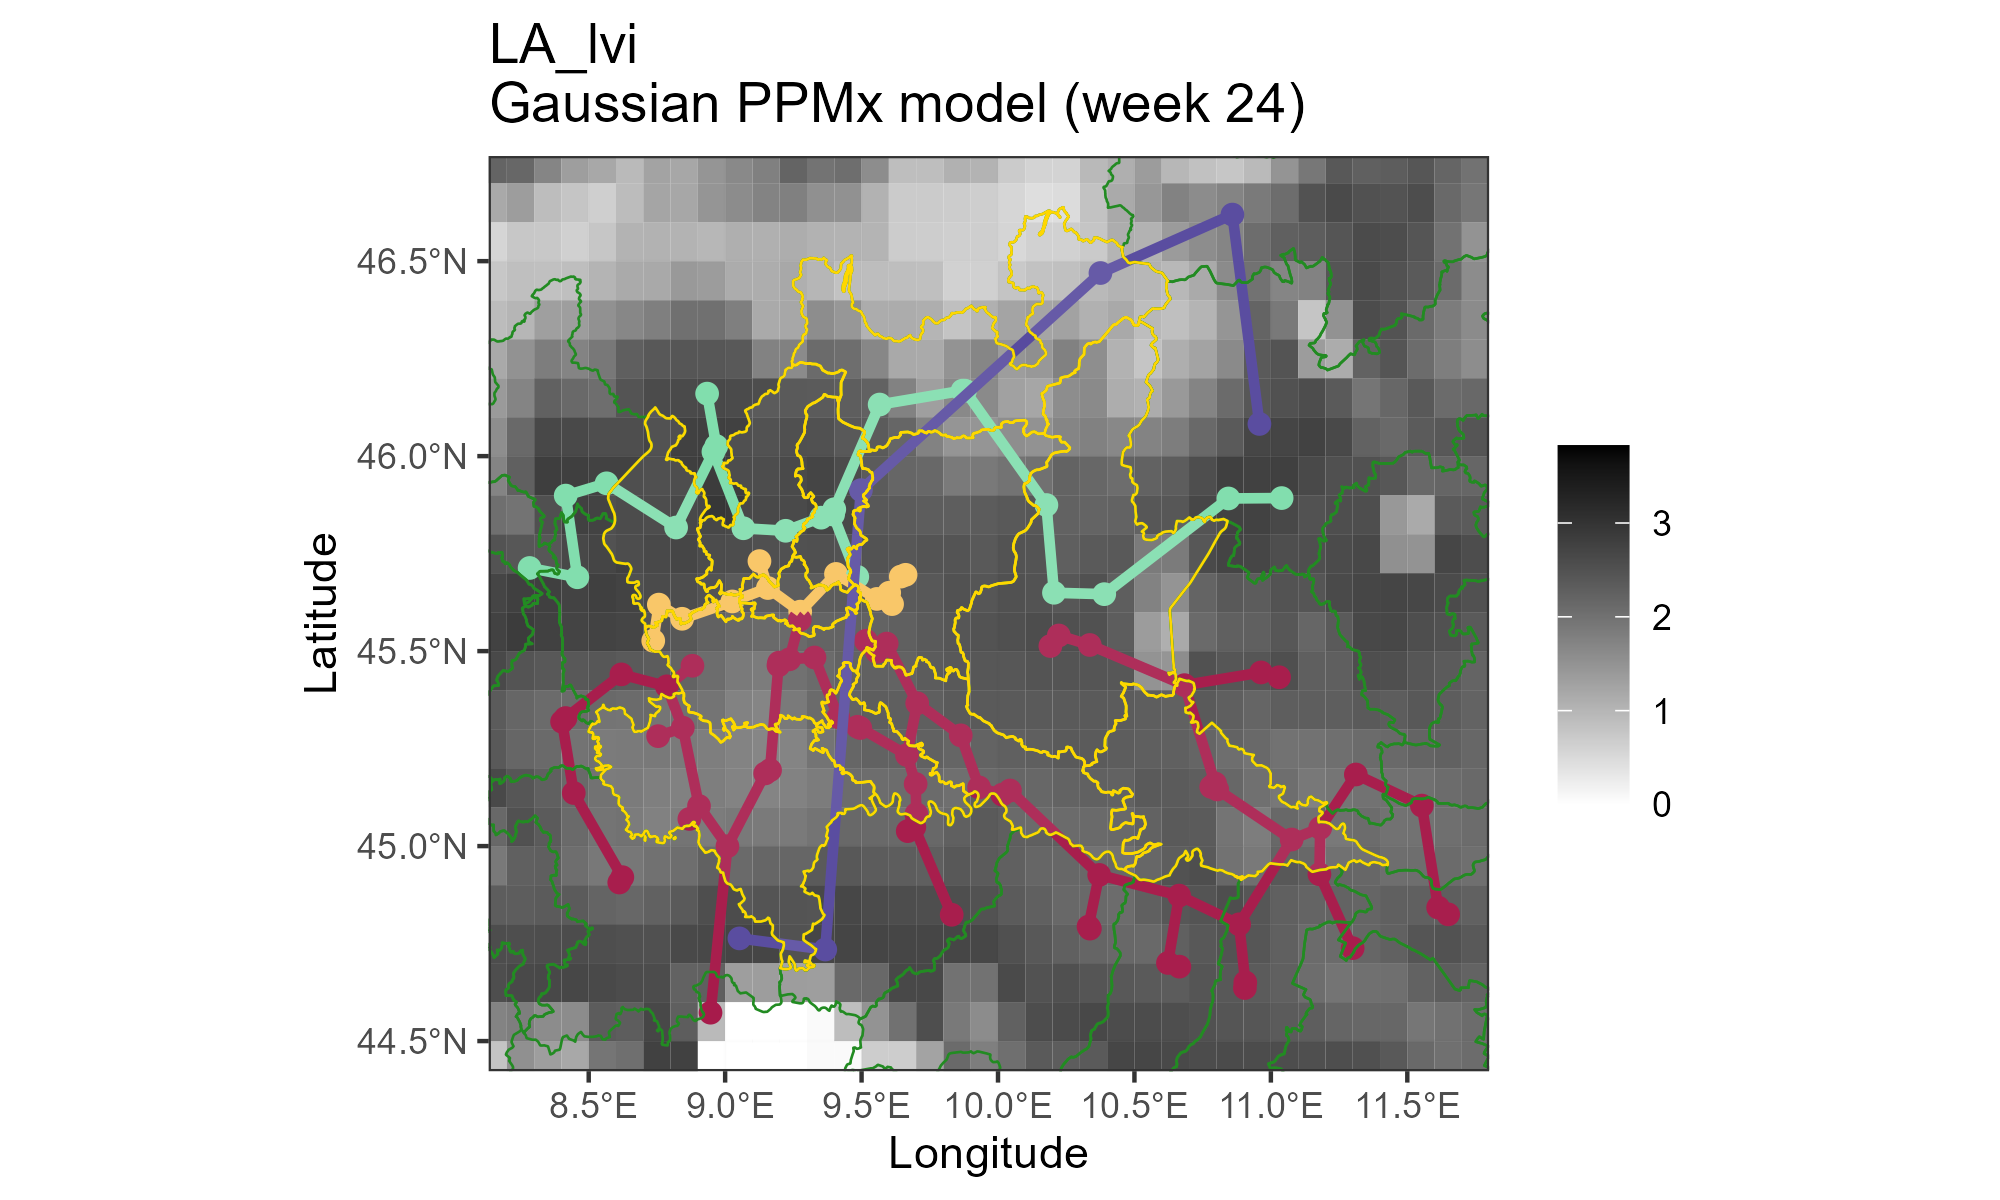 LA_lvi
Gaussian PPMx model (week 24)
46.5°N
46.0°N
45.5°N
45.0°N
44.5°N
Latitude
8.5°E 9.0°E 9.5°E 10.0°E 10.5°E 11.0°E 11.5°E
Longitude
3
2
1
0